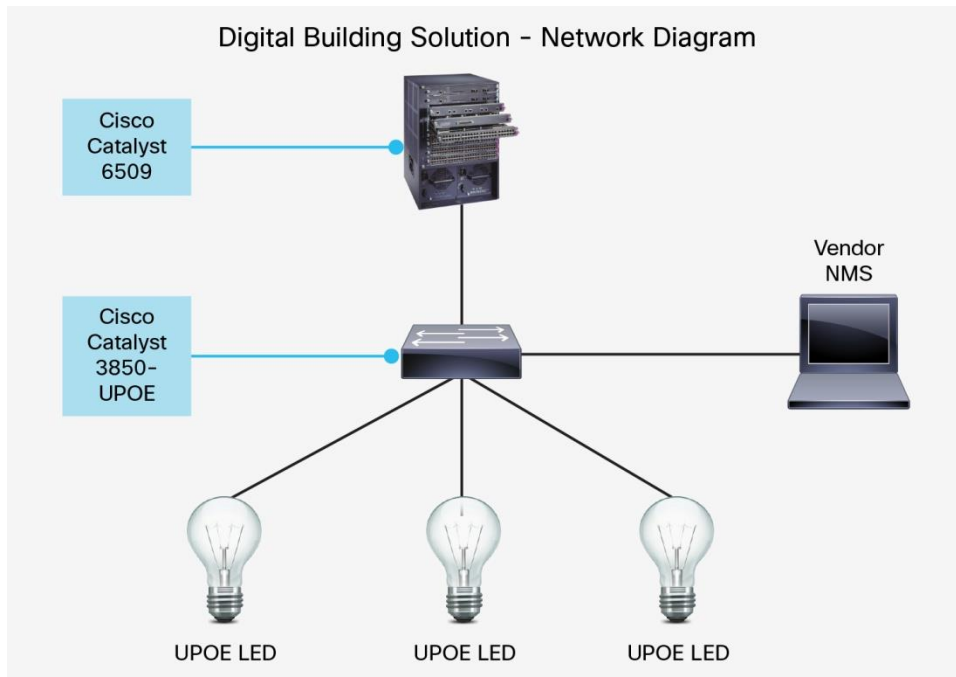 Digital Building Solution - Network Diagram
Cisco
Catalyst
6509
Vendor
NMS
Cisco
Catalyst
3850-
UPOE
UPOE LED
UPOE LED
UPOE LED